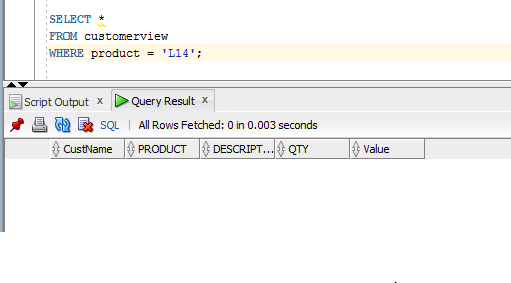 SELECT *
FROM customerview
WHERE product = 'L14';
Script Output x Query Result x
SQL | All Rows Fetched: 0 in 0.003 seconds
CustName PRODUCT DESCRIPT... QTY Value